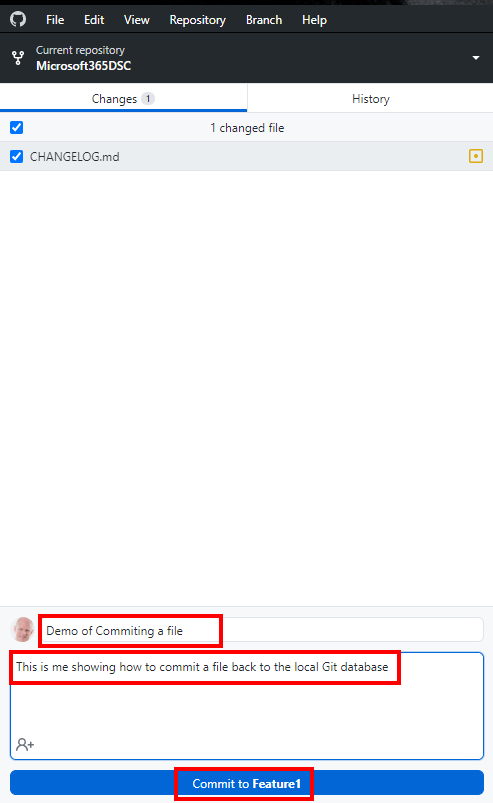 File Edit View Repository Branch Help
Current repository
Microsoft365DSC
Changes 1 History
1 changed file
CHANGELOG.md
Demo of Commiting a file
This is me showing how to commit a file back to the local Git database
Commit to Feature1